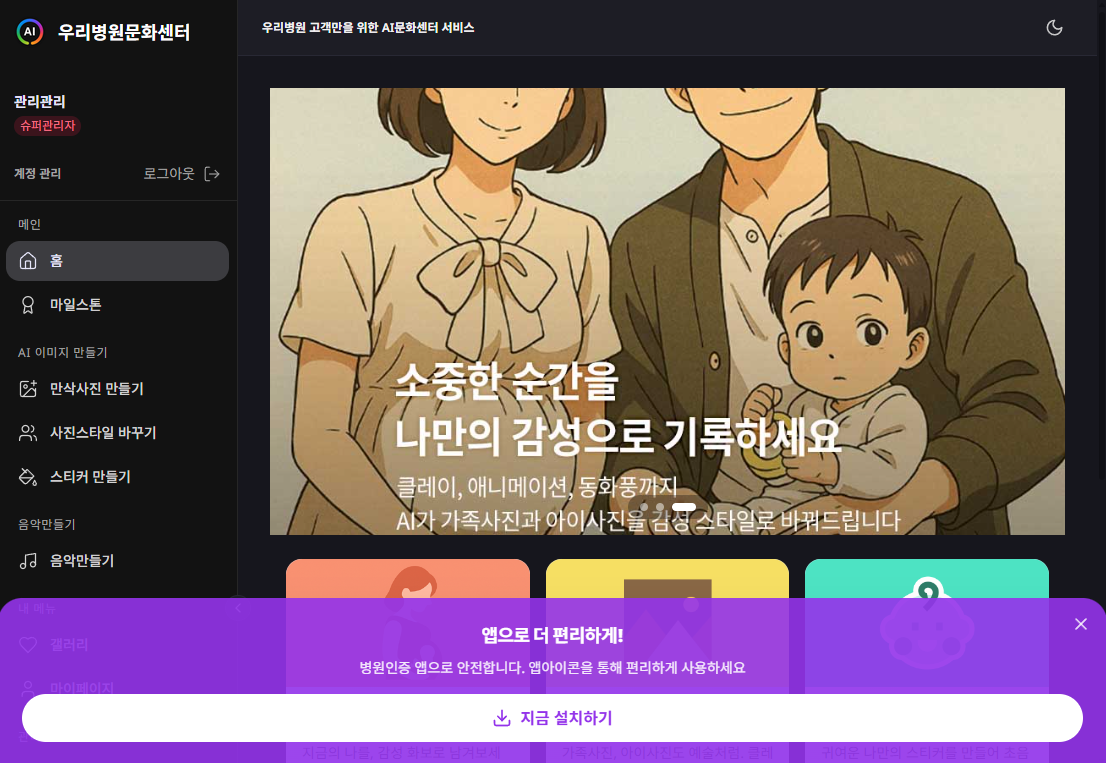 AI
우리병원문화센터
우리병원 고객만을 위한 AI문화센터 서비스
관리관리
슈퍼관리자
계정 관리
로그아웃
메인
홈
마일스톤
AI 이미지 만들기
만삭사진 만들기
사진스타일 바꾸기
스티커 만들기
음악만들기
음악만들기
내 메뉴
갤러리
마이페이지
소중한 순간을
나만의 감성으로 기록하세요
클레이, 애니메이션, 동화풍까지
AI가 가족사진과 아이사진을 감성 스타일로 바꿔드립니다
앱으로 더 편리하게!
병원인증 앱으로 안전합니다. 앱아이콘을 통해 편리하게 사용하세요
지금 설치하기
지금의 나를, 감성 화보로 남겨보세
가족사진, 아이사진도 예술처럼. 클레
귀여운 나만의 스티커를 만들어 초음